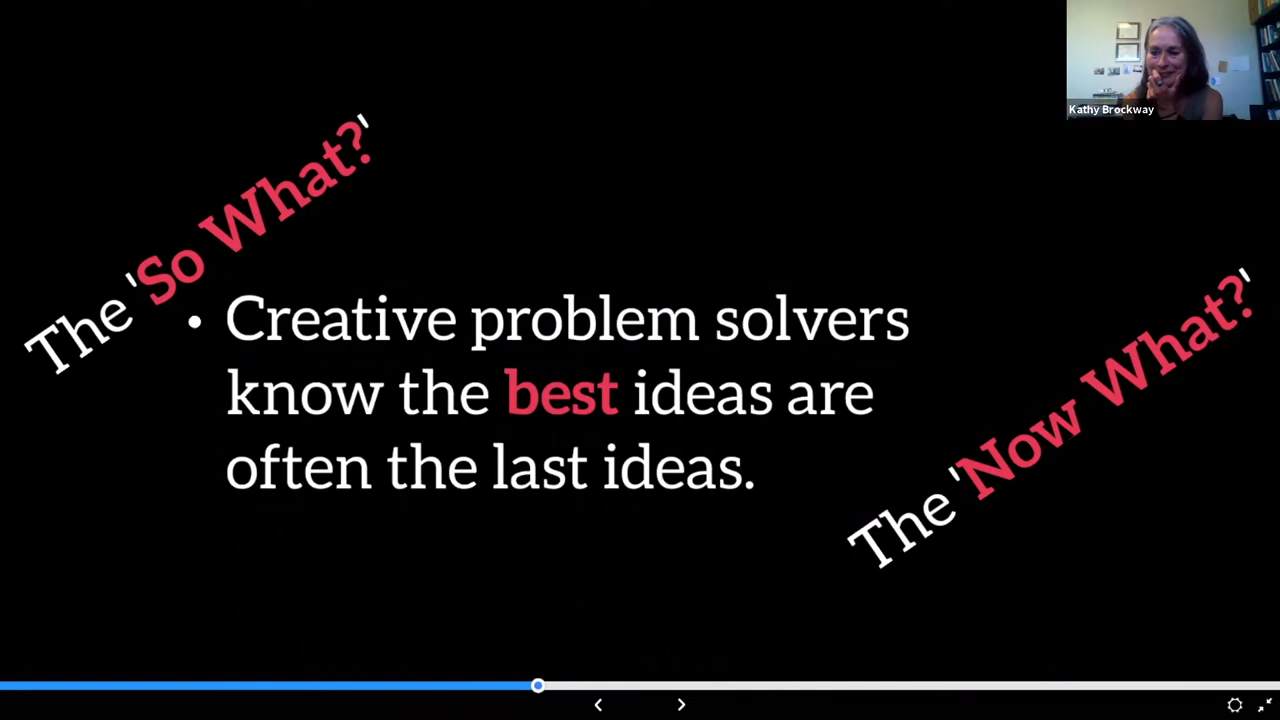 Kathy Brockway
The 'So What?'
• Creative problem solvers
know the best ideas are
often the last ideas.
The 'Now What?'